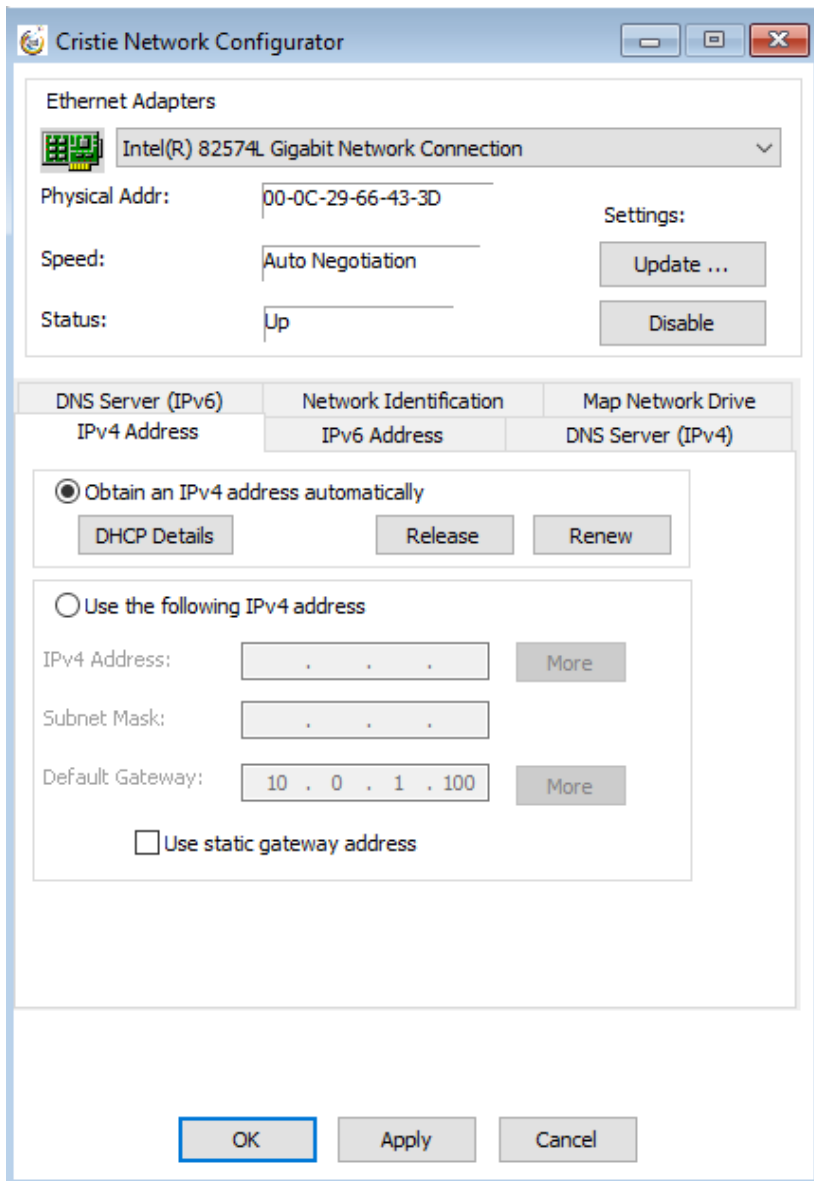 Cristie Network Configurator
Ethernet Adapters
Intel(R) 82574L Gigabit Network Connection
Physical Addr: 00-0C-29-66-43-3D
Settings:
Speed: Auto Negotiation
Update ...
Status: Up
Disable
DNS Server (IPv6) Network Identification Map Network Drive
IPv4 Address IPv6 Address DNS Server (IPv4)
Obtain an IPv4 address automatically
DHCP Details Release Renew
Use the following IPv4 address
IPv4 Address: . . . More
Subnet Mask: . . .
Default Gateway: 10 . 0 . 1 . 100 More
Use static gateway address
OK Apply Cancel